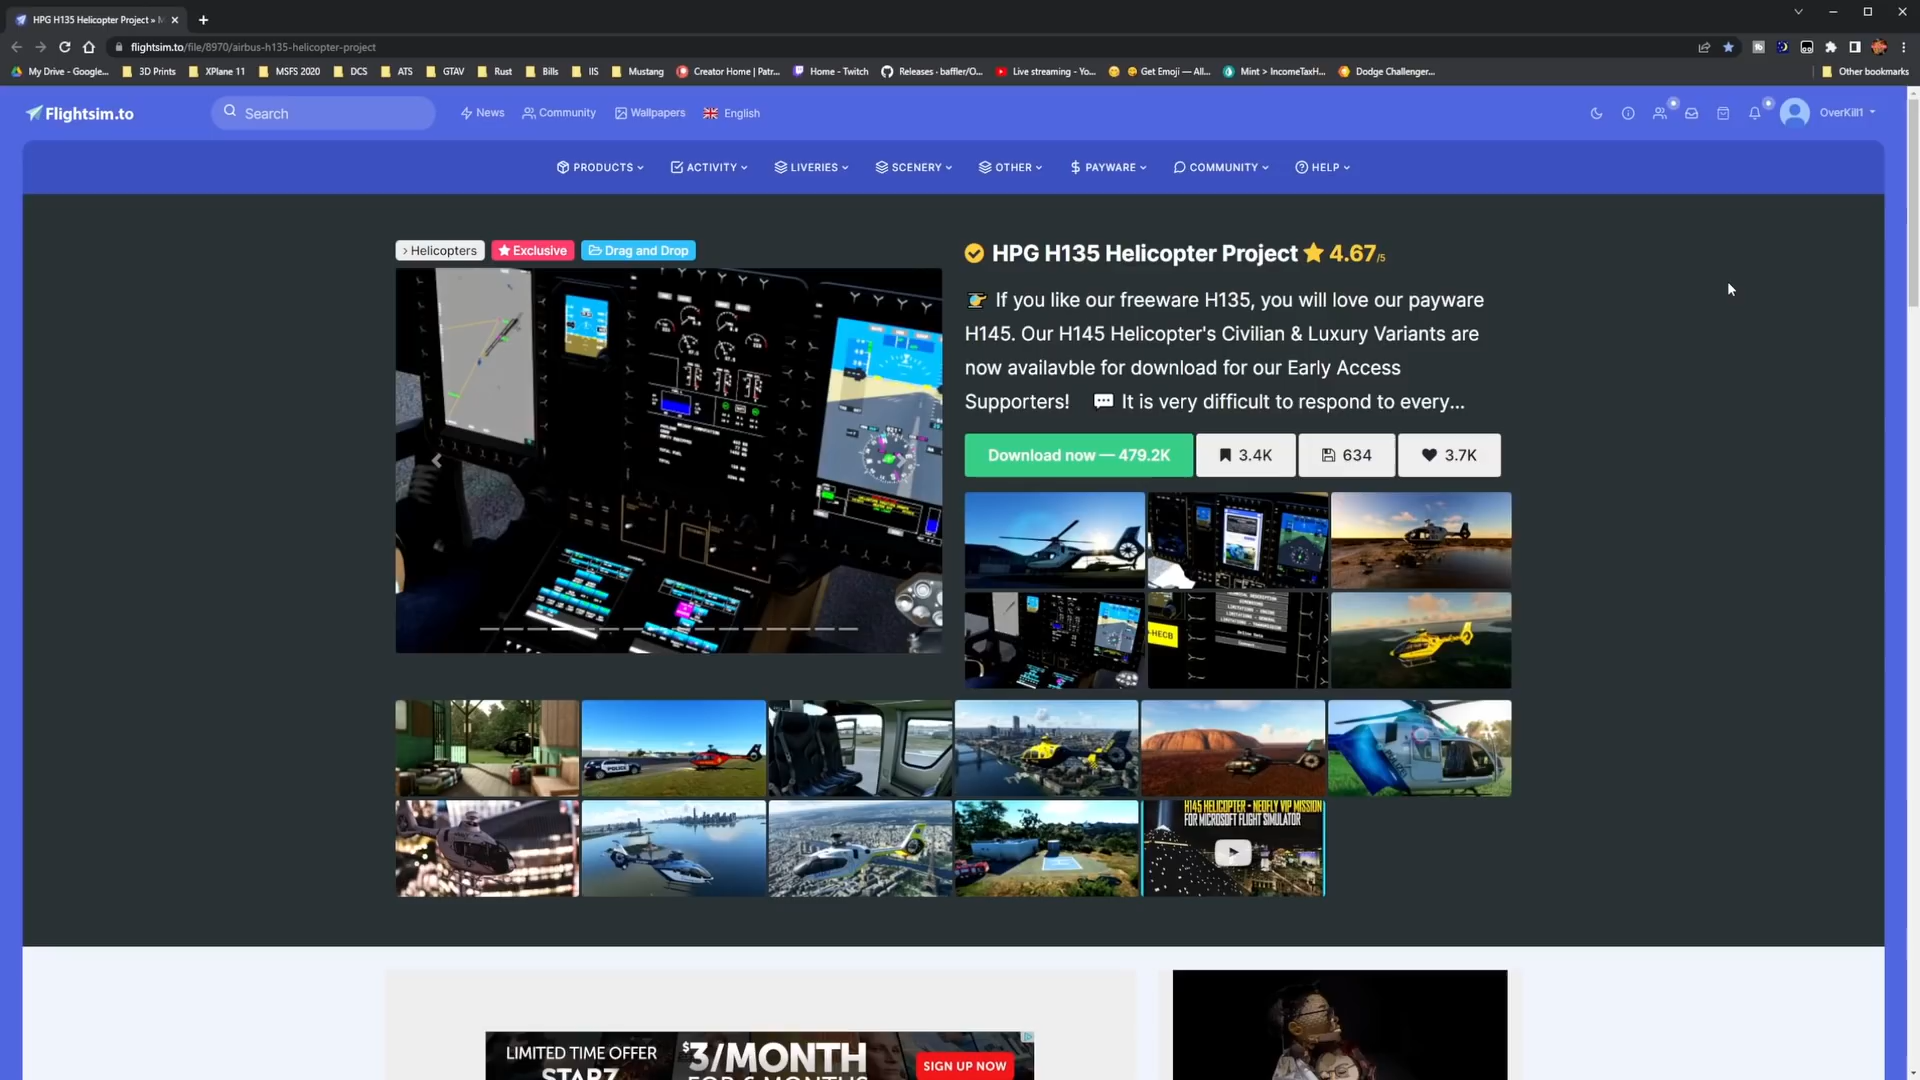 HPG H135 Helicopter Project » M
flightsim.to/file/8970/airbus-h135-helicopter-project
My Drive - Google...
3D Prints
XPlane 11
MSFS 2020
DCS
ATS
GTAV
Rust
Bills
IIS
Mustang
Creator Home | Patr...
Home - Twitch
Releases · baffler/O...
Live streaming - Yo...
Get Emoji — All...
Mint > IncomeTaxH...
Dodge Challenger...
Other bookmarks
Flightsim.to
Search
News
Community
Wallpapers
English
OverKill1
PRODUCTS
ACTIVITY
LIVERIES
SCENERY
OTHER
PAYWARE
COMMUNITY
HELP
› Helicopters
Exclusive
Drag and Drop
HPG H135 Helicopter Project 4.67/5
If you like our freeware H135, you will love our payware
H145. Our H145 Helicopter's Civilian & Luxury Variants are
now availavble for download for our Early Access
Supporters! It is very difficult to respond to every...
Download now — 479.2K
3.4K
634
3.7K
-HECB
POLICE
H145 HELICOPTER - NEOFLY VIP MISSION
FOR MICROSOFT FLIGHT SIMULATOR
LIMITED TIME OFFER
STARZ
$3/MONTH
FOR 6 MONTHS
SIGN UP NOW